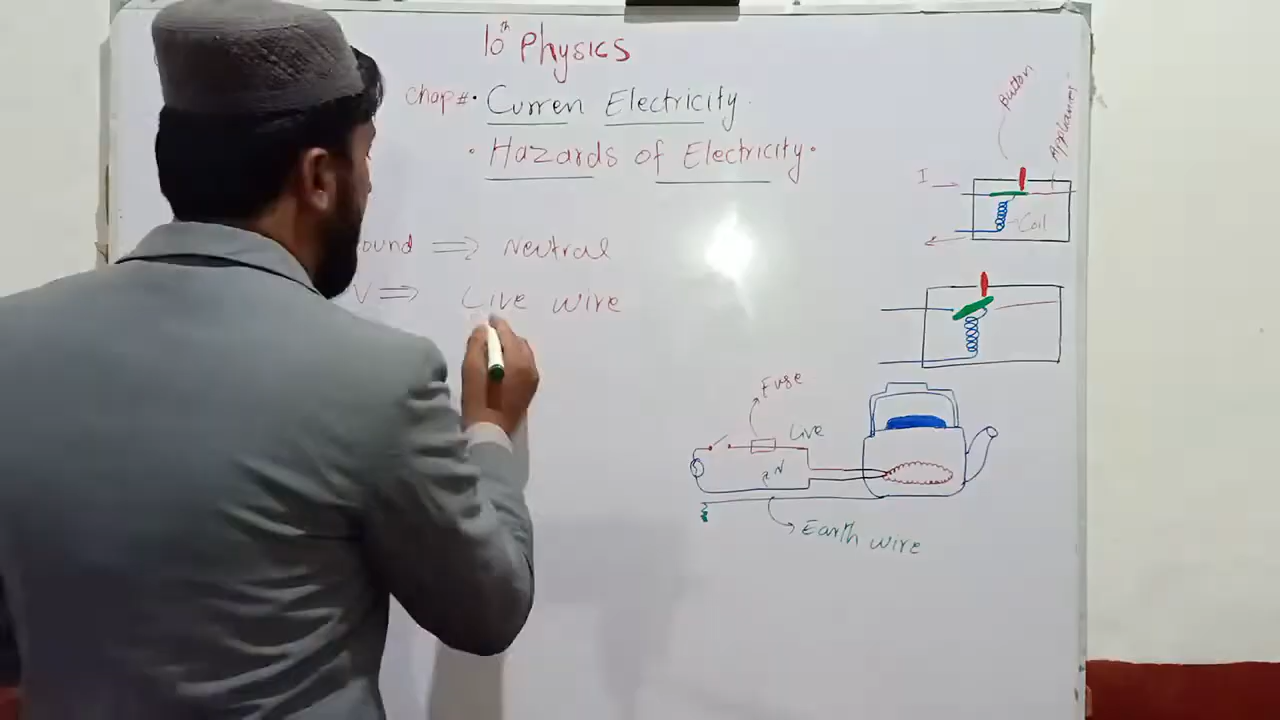 10th Physics
Chap #. Curren Electricity.
. Hazards of Electricity.
ound ⇒ Neutral
V ⇒ Live wire
Button
Appliances
I
Coil
Fuse
Live
N
Earth wire